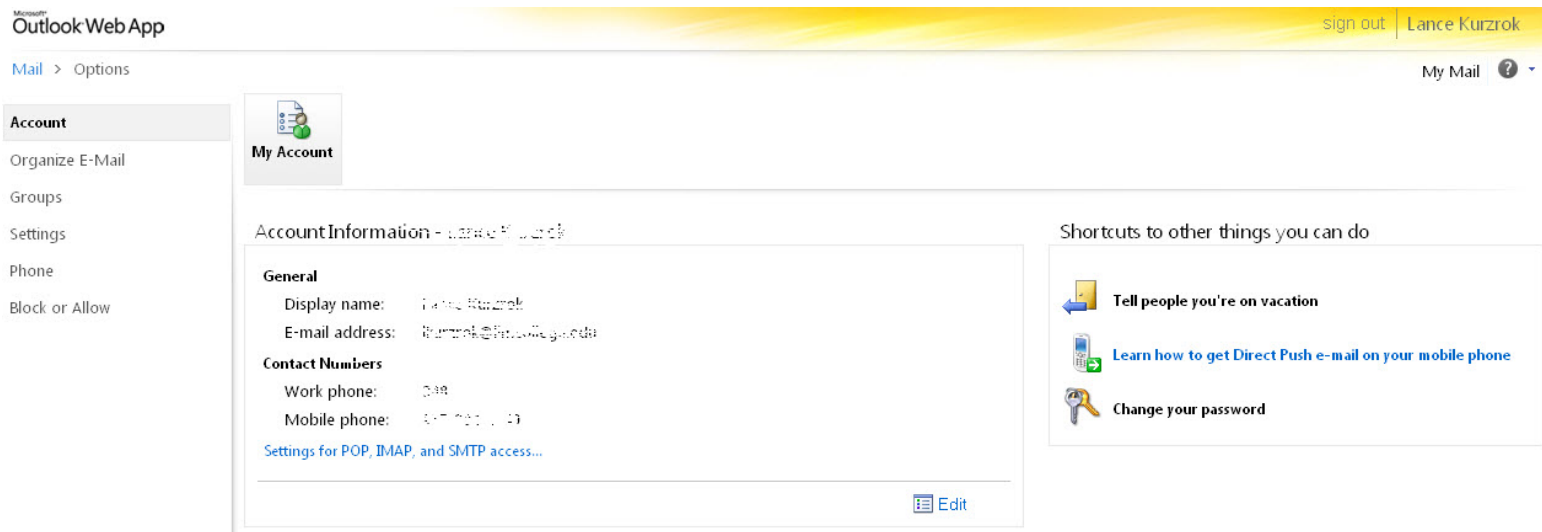 Microsoft
Outlook Web App
sign out
Lance Kurzrok
Mail > Options
My Mail
Account
Organize E-Mail
Groups
Settings
Phone
Block or Allow
My Account
Account Information -
General
Display name:
E-mail address:
Contact Numbers
Work phone:
Mobile phone:
Settings for POP, IMAP, and SMTP access...
Edit
Shortcuts to other things you can do
Tell people you're on vacation
Learn how to get Direct Push e-mail on your mobile phone
Change your password